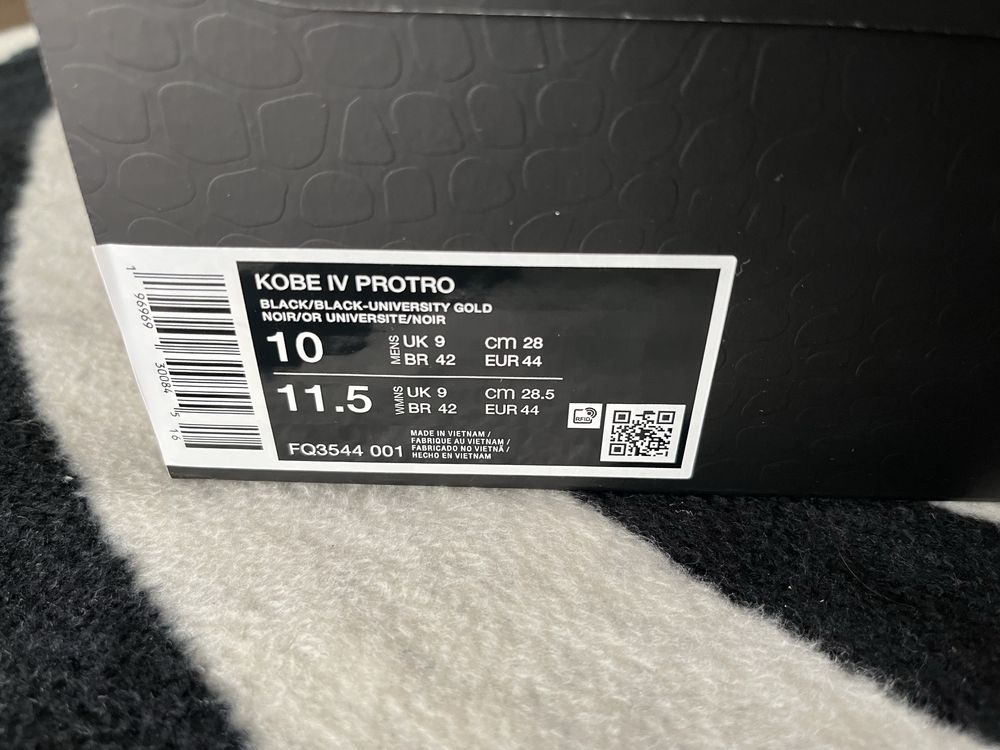 KOBE IV PROTRO
BLACK/BLACK-UNIVERSITY GOLD
NOIR/OR UNIVERSITE/NOIR
10 MENS UK 9 cm 28
BR 42 EUR 44
11.5 WMNS UK 9 cm 28.5
BR 42 EUR 44
RFID
FQ3544 001
MADE IN VIETNAM /
FABRIQUE AU VIETNAM /
FABRICADO NO VIETNÃ /
HECHO EN VIETNAM
1 96969 30084 5 16